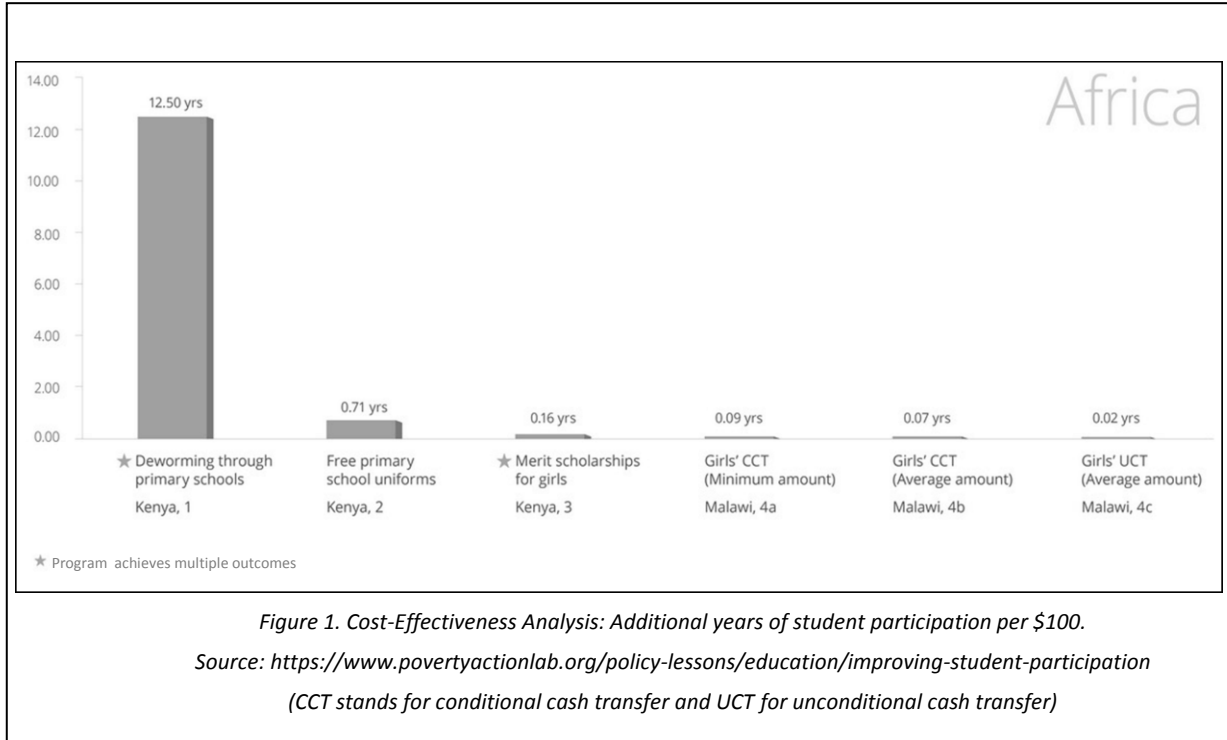 Africa
14.00
12.00
10.00
8.00
6.00
4.00
2.00
0.00
12.50 yrs
0.71 yrs
0.16 yrs
0.09 yrs
0.07 yrs
0.02 yrs
★ Deworming through
primary schools
Kenya, 1
Free primary
school uniforms
Kenya, 2
★ Merit scholarships
for girls
Kenya, 3
Girls' CCT
(Minimum amount)
Malawi, 4a
Girls' CCT
(Average amount)
Malawi, 4b
Girls' UCT
(Average amount)
Malawi, 4c
★ Program achieves multiple outcomes
Figure 1. Cost-Effectiveness Analysis: Additional years of student participation per $100.
Source: https://www.povertyactionlab.org/policy-lessons/education/improving-student-participation
(CCT stands for conditional cash transfer and UCT for unconditional cash transfer)